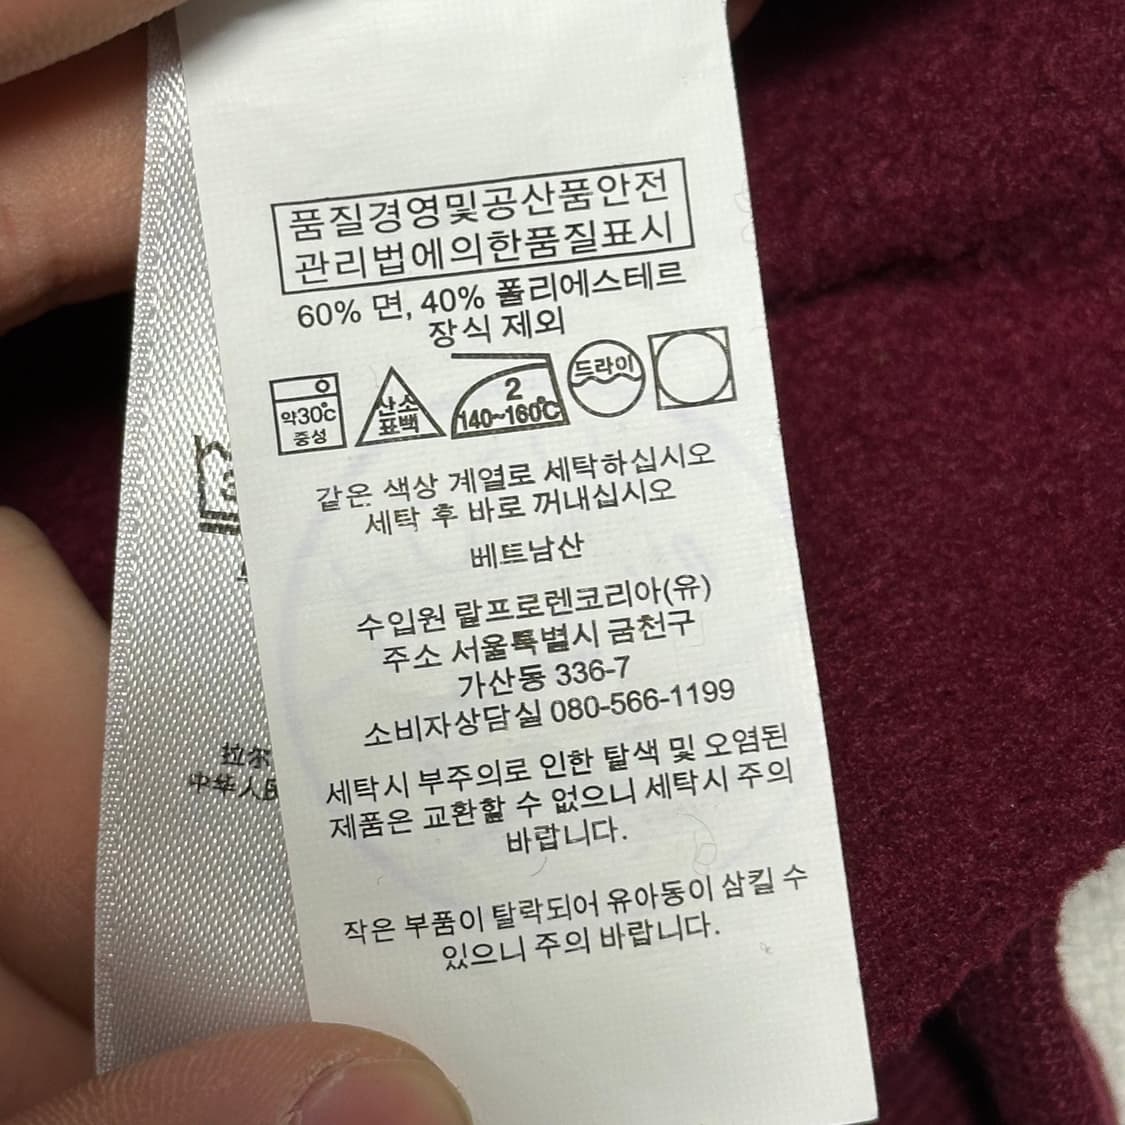 품질경영및공산품안전
관리법에의한품질표시
60% 면, 40% 폴리에스테르
장식 제외
약30℃
중성
산소
표백
2
140~160℃
드라이
같은 색상 계열로 세탁하십시오
세탁 후 바로 꺼내십시오
베트남산
수입원 랄프로렌코리아(유)
주소 서울특별시 금천구
가산동 336-7
소비자상담실 080-566-1199
세탁시 부주의로 인한 탈색 및 오염된
제품은 교환할 수 없으니 세탁시 주의
바랍니다.
작은 부품이 탈락되어 유아동이 삼킬 수
있으니 주의 바랍니다.
拉尔
中华人民